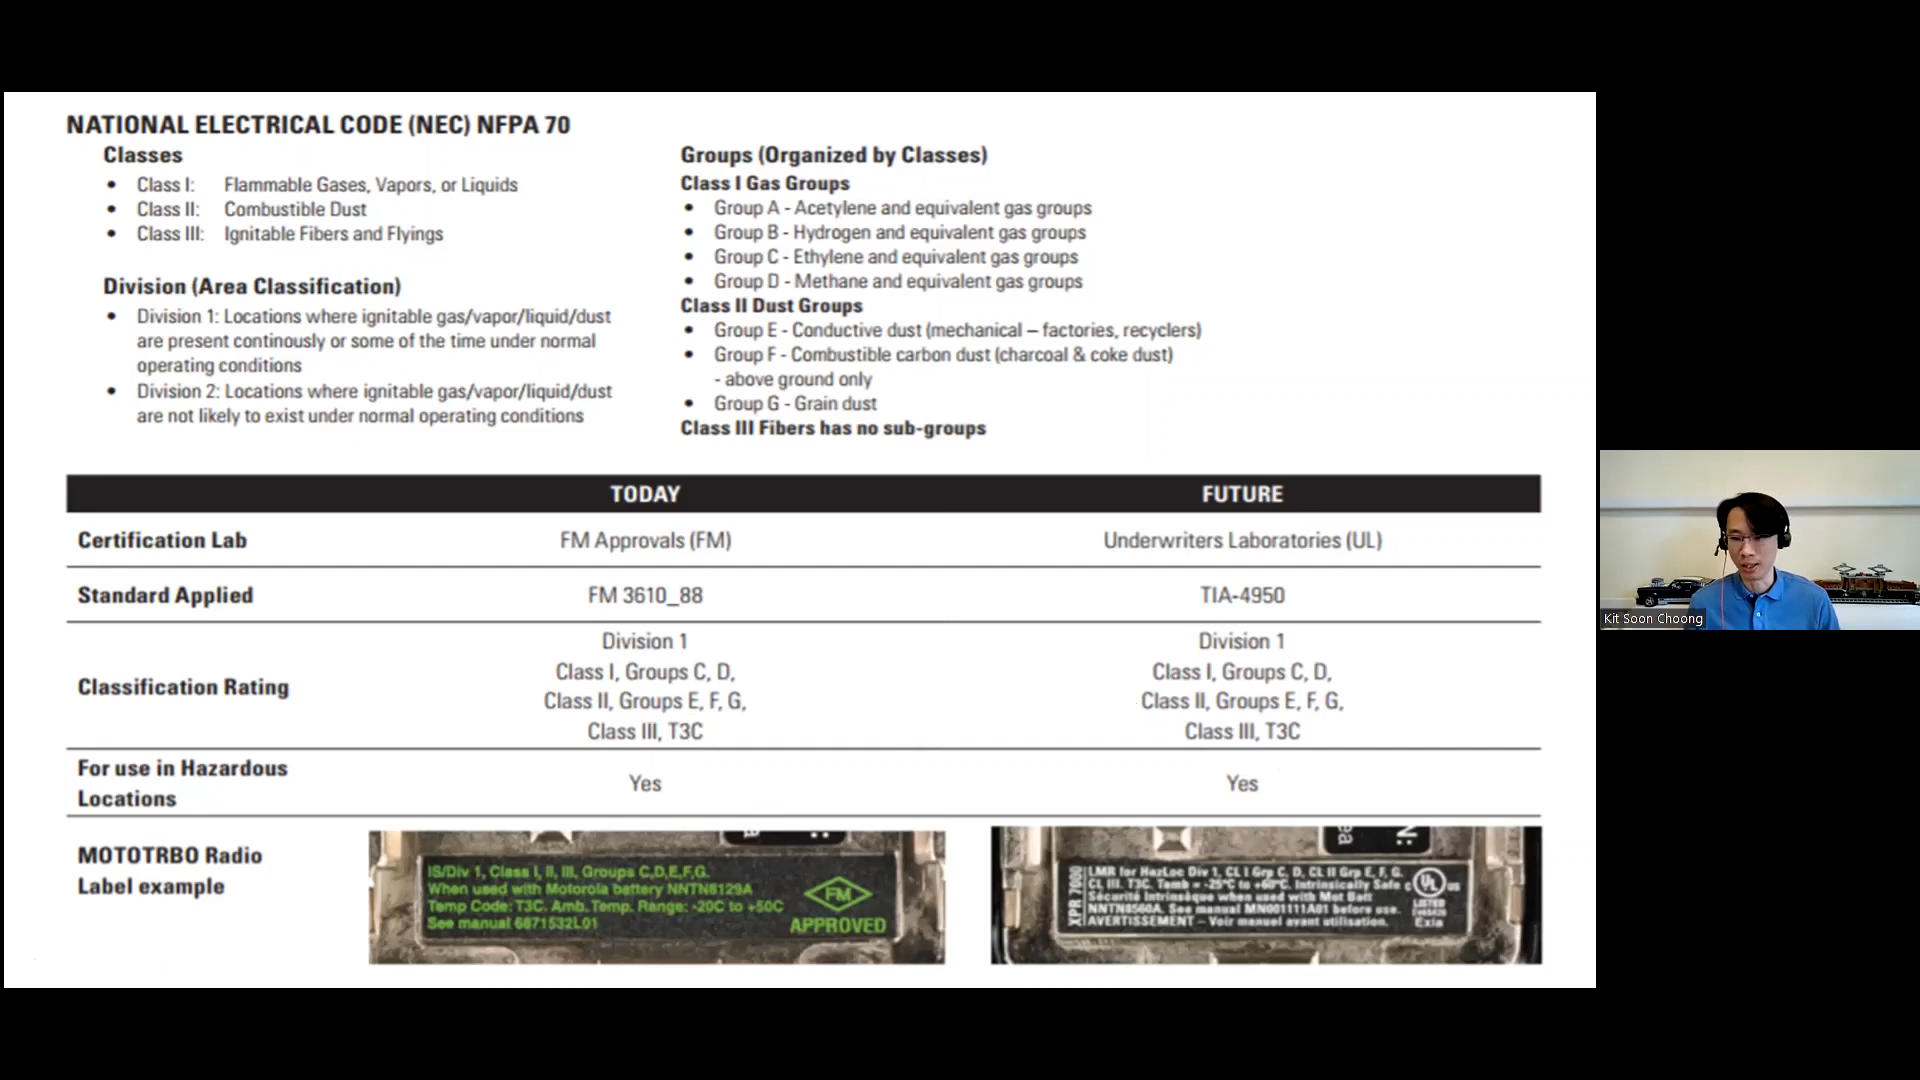 NATIONAL ELECTRICAL CODE (NEC) NFPA 70
Classes
• Class I: Flammable Gases, Vapors, or Liquids
• Class II: Combustible Dust
• Class III: Ignitable Fibers and Flyings
Division (Area Classification)
• Division 1: Locations where ignitable gas/vapor/liquid/dust
are present continously or some of the time under normal
operating conditions
• Division 2: Locations where ignitable gas/vapor/liquid/dust
are not likely to exist under normal operating conditions
Groups (Organized by Classes)
Class I Gas Groups
• Group A - Acetylene and equivalent gas groups
• Group B - Hydrogen and equivalent gas groups
• Group C - Ethylene and equivalent gas groups
• Group D - Methane and equivalent gas groups
Class II Dust Groups
• Group E - Conductive dust (mechanical – factories, recyclers)
• Group F - Combustible carbon dust (charcoal & coke dust)
- above ground only
• Group G - Grain dust
Class III Fibers has no sub-groups
TODAY FUTURE
Certification Lab FM Approvals (FM) Underwriters Laboratories (UL)
Standard Applied FM 3610_88 TIA-4950
Classification Rating
Division 1
Class I, Groups C, D,
Class II, Groups E, F, G,
Class III, T3C
Division 1
Class I, Groups C, D,
Class II, Groups E, F, G,
Class III, T3C
For use in Hazardous
Locations
Yes Yes
MOTOTRBO Radio
Label example
IS/Div 1, Class I, II, III, Groups C,D,E,F,G.
When used with Motorola battery NNTN8129A
Temp Code: T3C. Amb. Temp. Range: -20C to +50C
See manual 6871532L01
FM
APPROVED
XPR 7000
LMR for HazLoc Div 1, CL I Grp C, D, CL II Grp E, F, G.
CL III. T3C. Tamb = -25°C to +60°C. Intrinsically Safe
Sécurité Intrinsèque when used with Mot Batt
NNTN8560A. See manual MN001111A01 before use.
AVERTISSEMENT – Voir manuel avant utilisation.
c UL US
LISTED
Exia
Kit Soon Choong